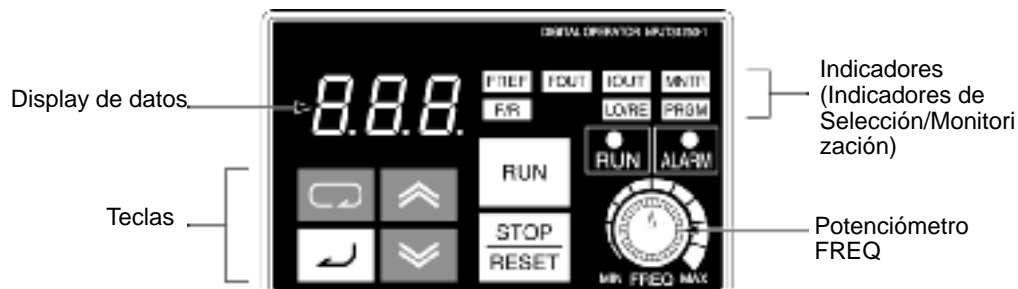 DIGITAL OPERATOR
8.8.8.
FREF FOUT IOUT MNTR
F/R LO/RE PRGM
Display de datos
Indicadores
(Indicadores de
Selección/Monitori
zación)
RUN ALARM
RUN
Teclas
STOP
RESET
Potenciómetro
FREQ
MIN FREQ MAX